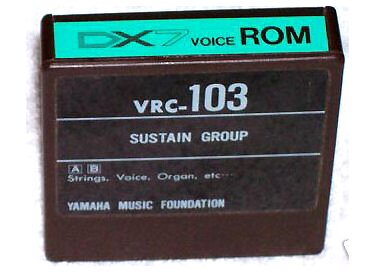 DX7 VOICE ROM
VRC-103
SUSTAIN GROUP
A B
Strings, Voice, Organ, etc…
YAMAHA MUSIC FOUNDATION